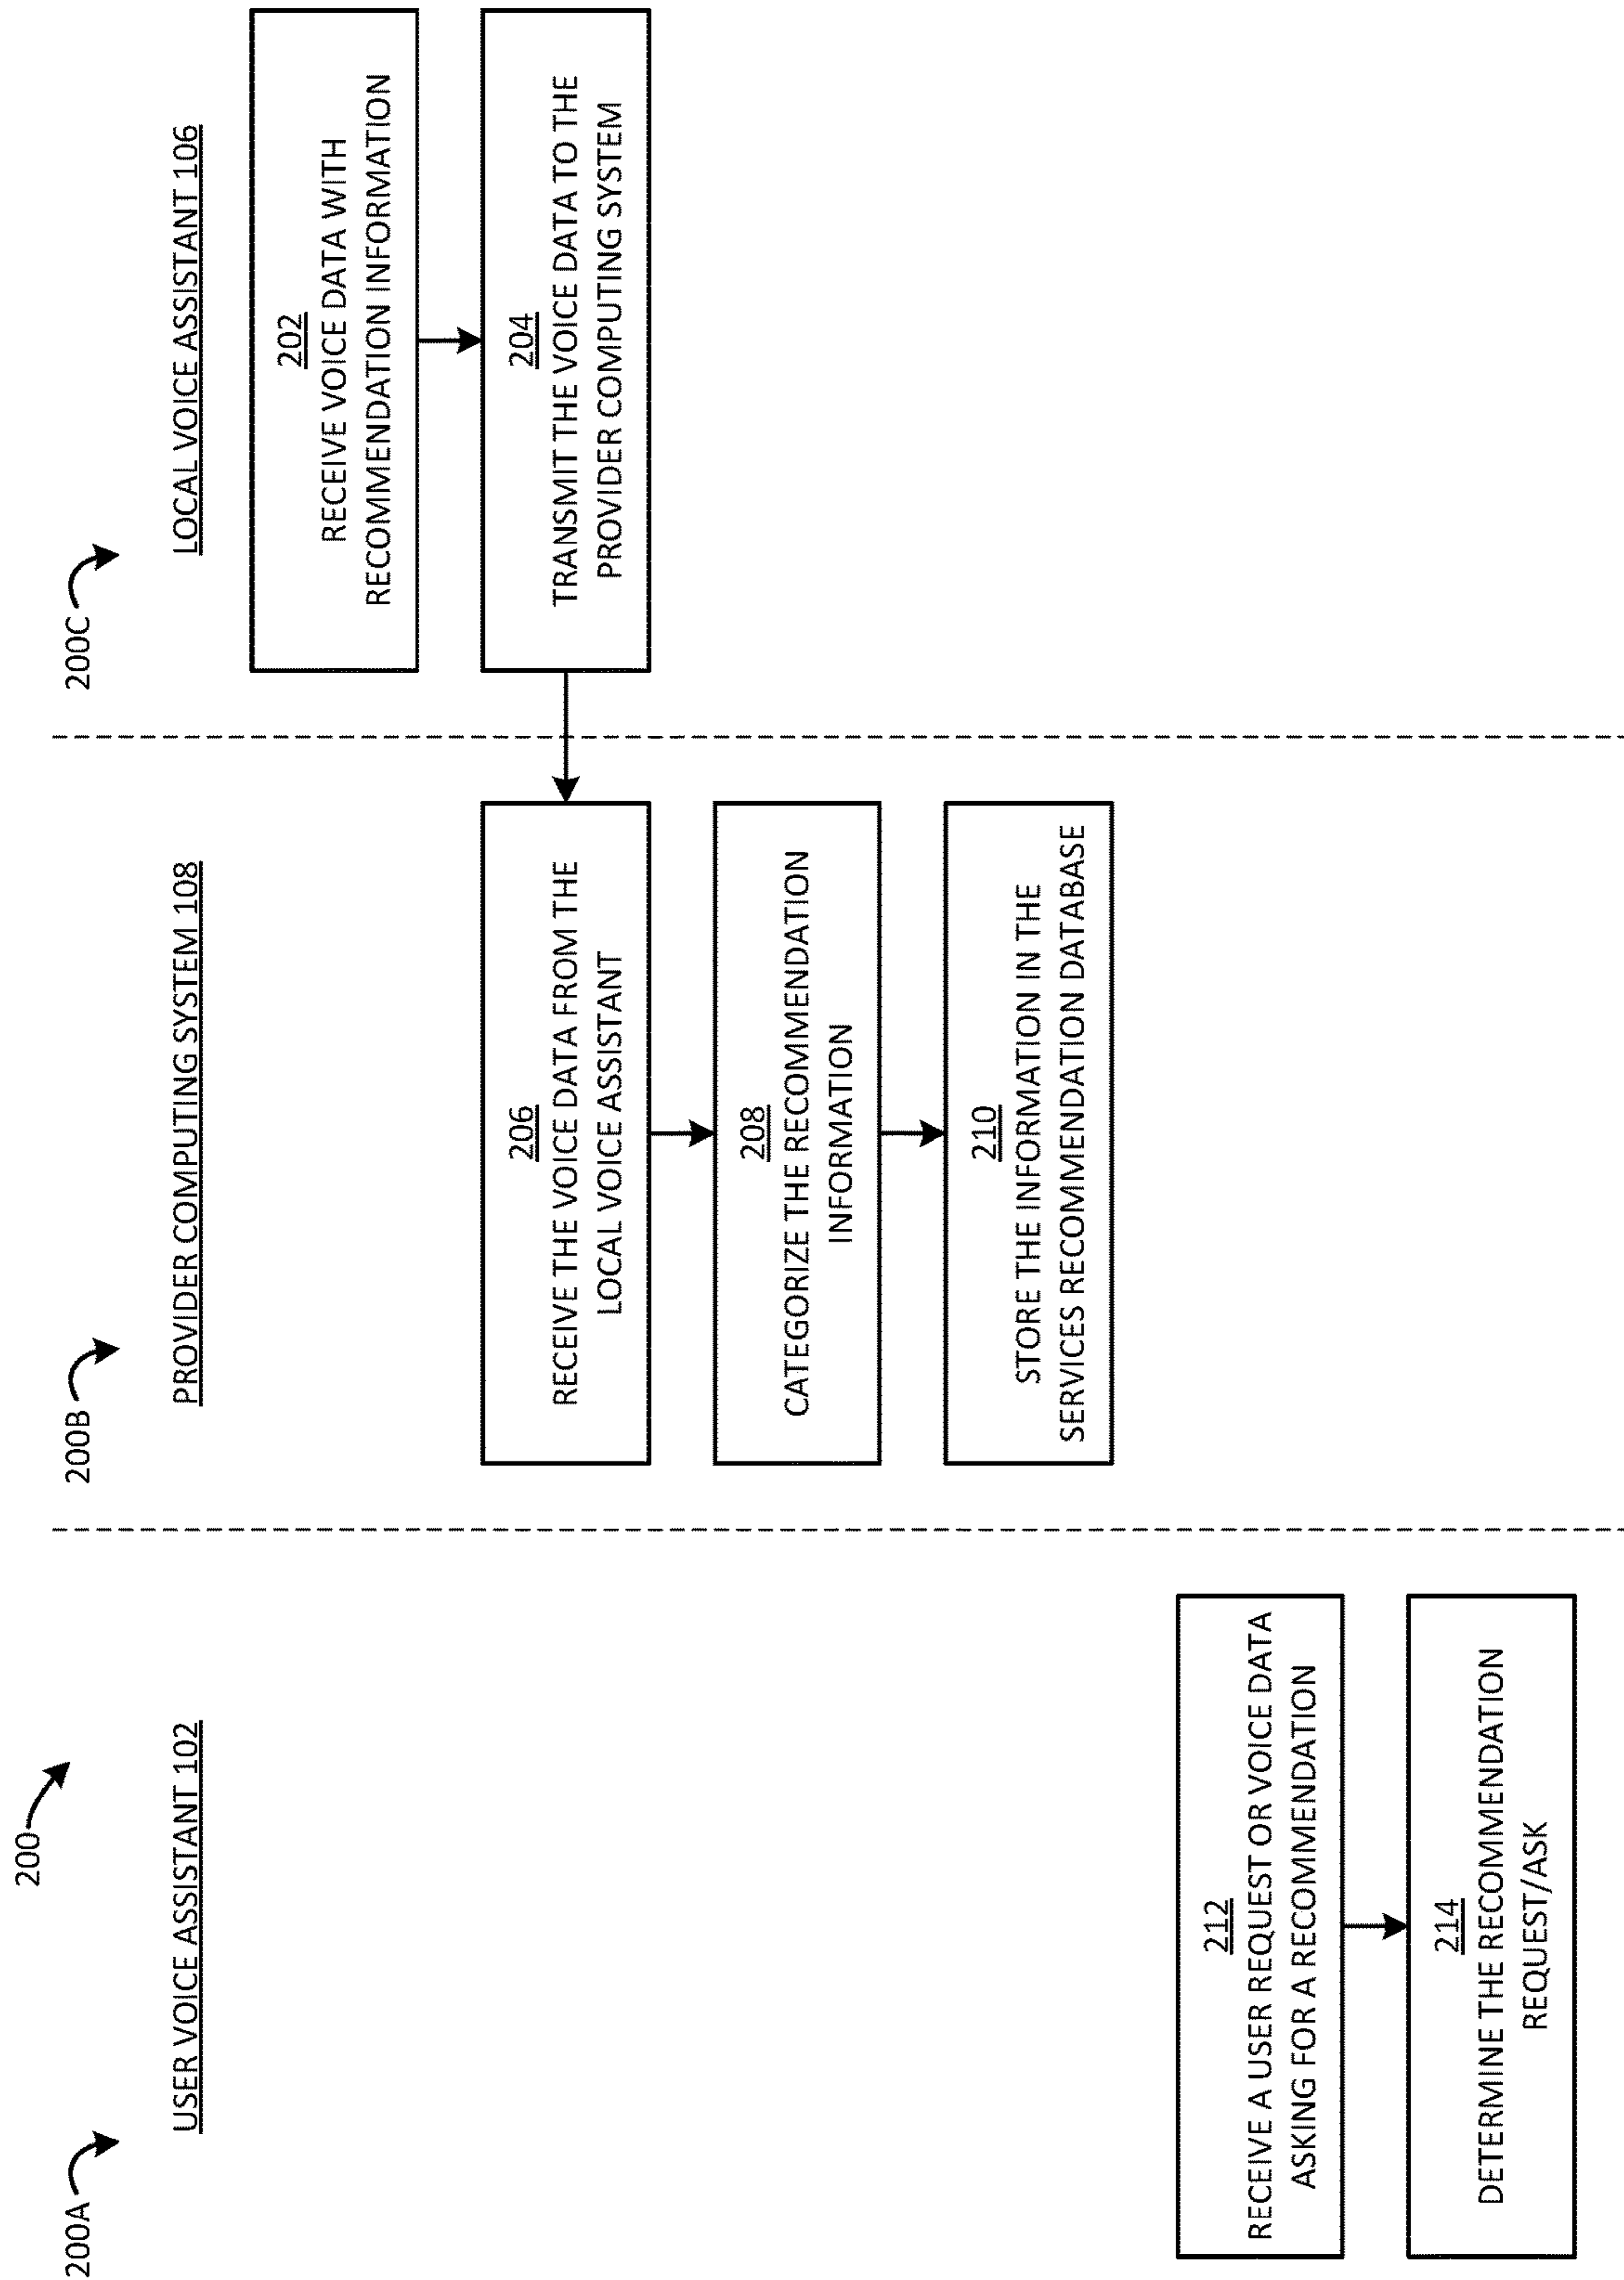 200
200A
USER VOICE ASSISTANT 102
200B
PROVIDER COMPUTING SYSTEM 108
200C
LOCAL VOICE ASSISTANT 106
202
RECEIVE VOICE DATA WITH
RECOMMENDATION INFORMATION
204
TRANSMIT THE VOICE DATA TO THE
PROVIDER COMPUTING SYSTEM
206
RECEIVE THE VOICE DATA FROM THE
LOCAL VOICE ASSISTANT
208
CATEGORIZE THE RECOMMENDATION
INFORMATION
210
STORE THE INFORMATION IN THE
SERVICES RECOMMENDATION DATABASE
212
RECEIVE A USER REQUEST OR VOICE DATA
ASKING FOR A RECOMMENDATION
214
DETERMINE THE RECOMMENDATION
REQUEST/ASK